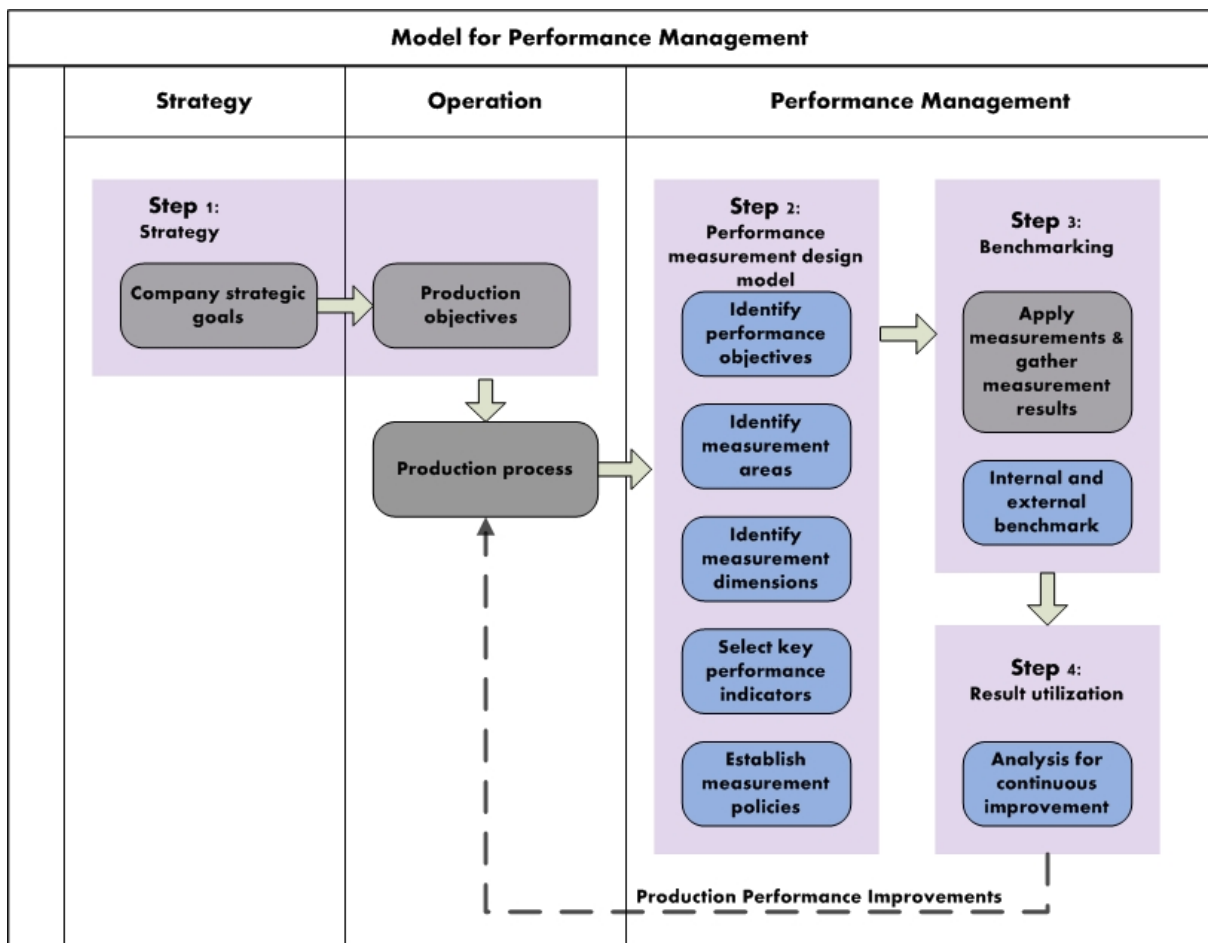 Model for Performance Management
Strategy
Operation
Performance Management
Step 1:
Strategy
Company strategic
goals
Production
objectives
Production process
Step 2:
Performance
measurement design
model
Identify
performance
objectives
Identify
measurement
areas
Identify
measurement
dimensions
Select key
performance
indicators
Establish
measurement
policies
Step 3:
Benchmarking
Apply
measurements &
gather
measurement
results
Internal and
external
benchmark
Step 4:
Result utilization
Analysis for
continuous
improvement
Production Performance Improvements